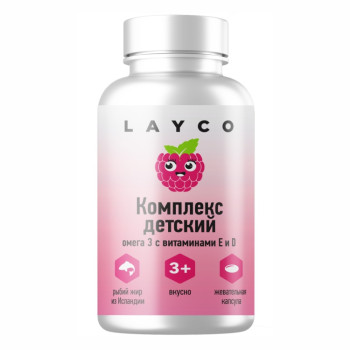 LAYCO
Комплекс
детский
омега 3 с витаминами Е и D
3+
рыбий жир
из Исландии
вкусно
жевательная
капсула